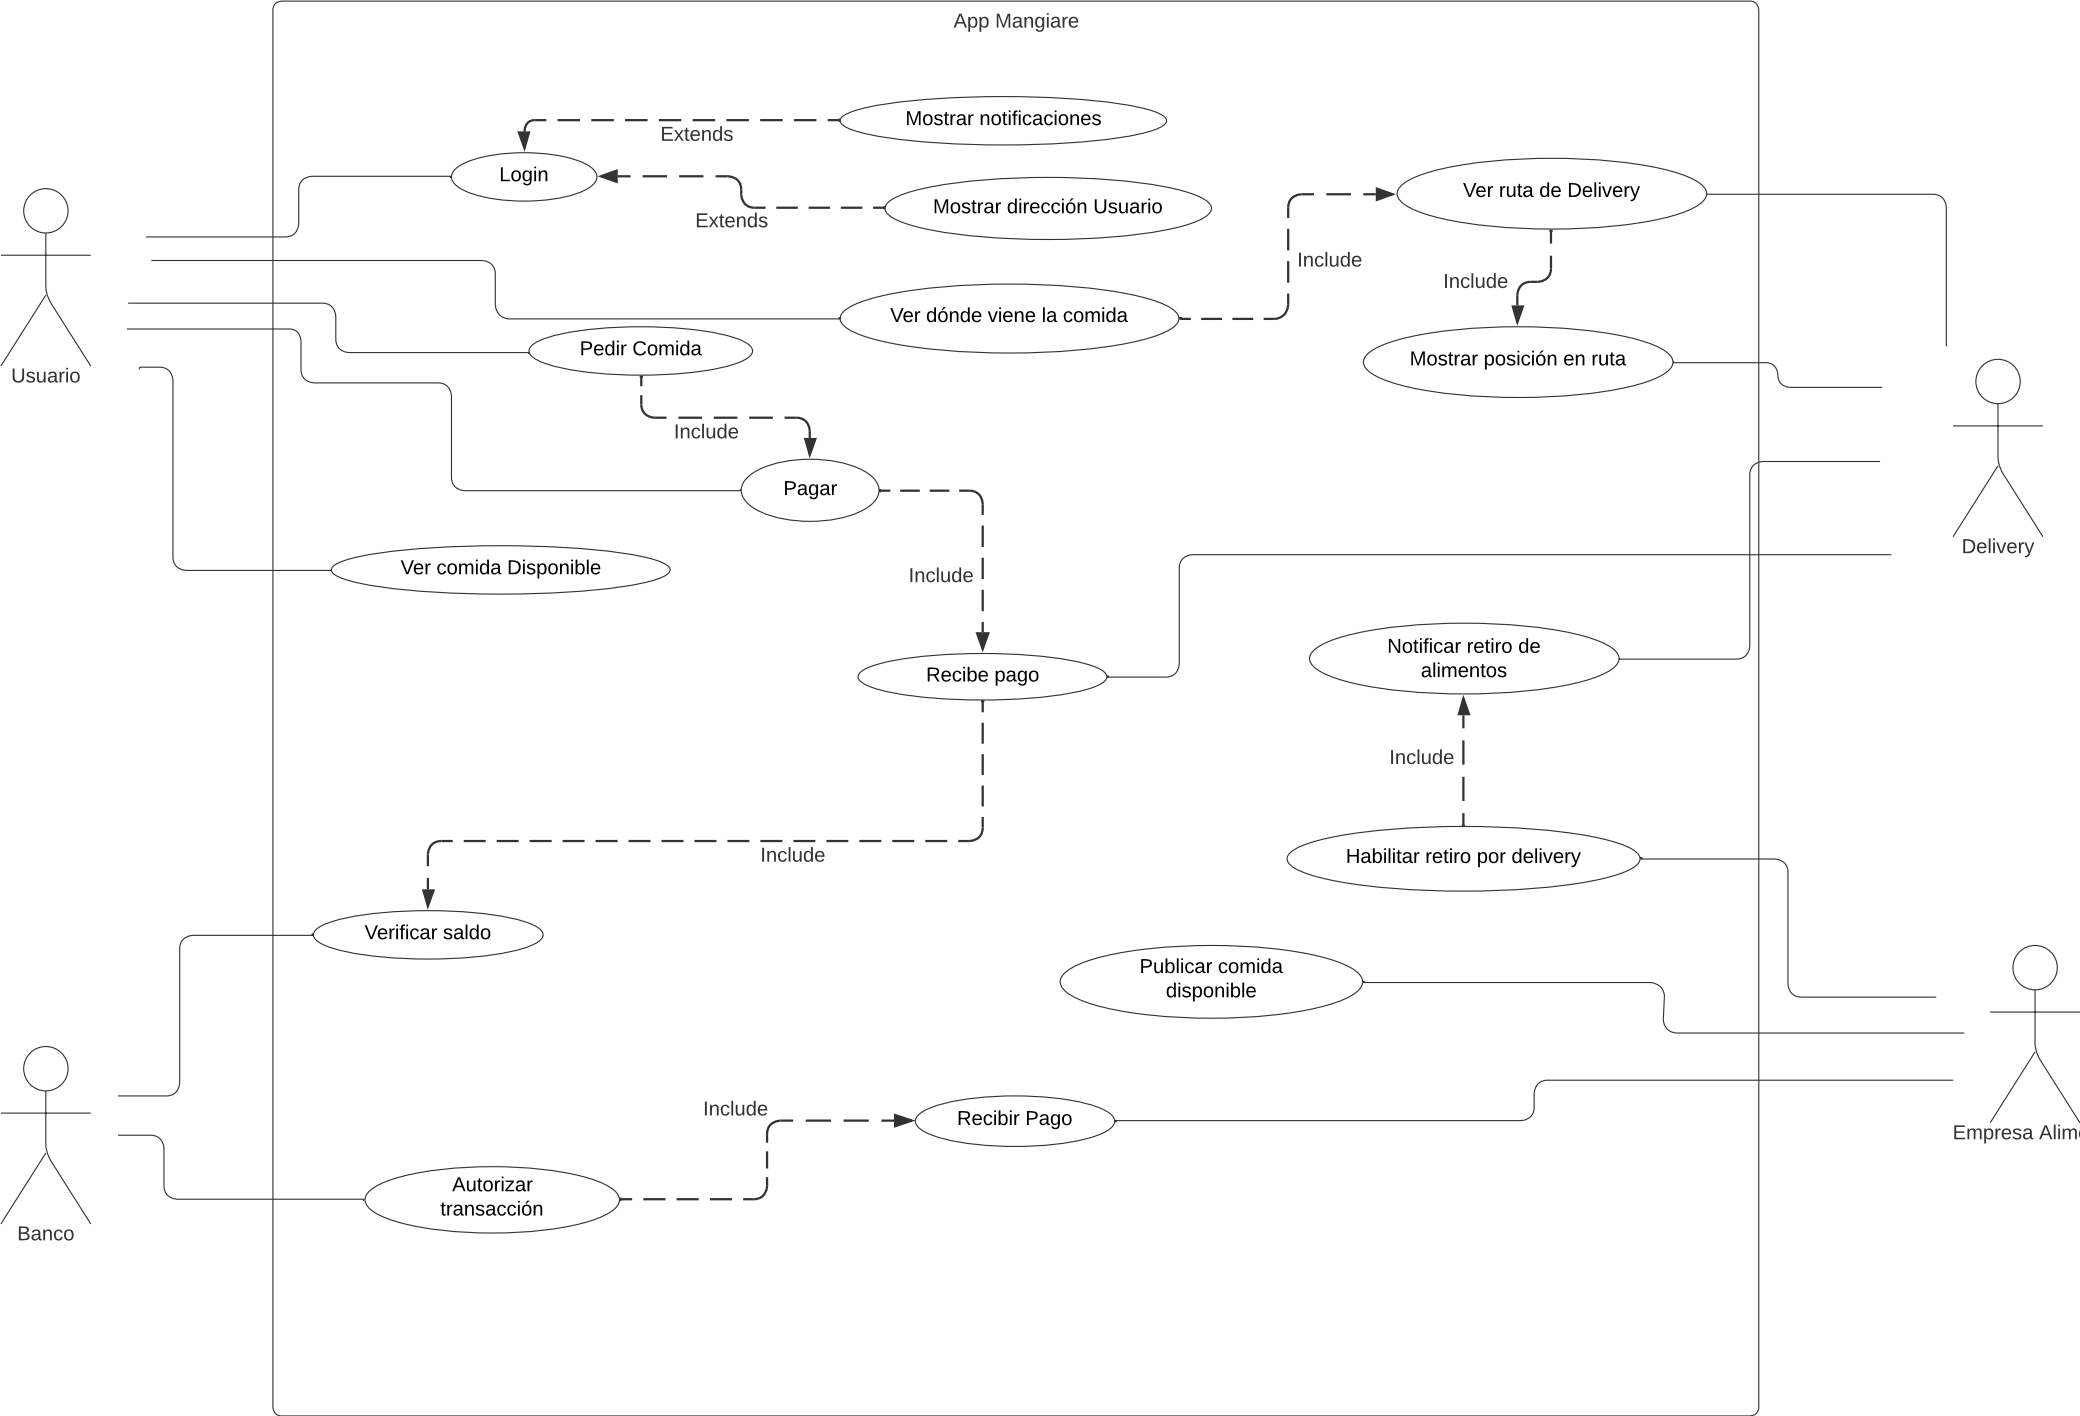 App Mangiare
Mostrar notificaciones
Extends
Login
Mostrar dirección Usuario
Extends
Ver ruta de Delivery
Include
Include
Ver dónde viene la comida
Pedir Comida
Mostrar posición en ruta
Usuario
Include
Pagar
Delivery
Ver comida Disponible
Include
Notificar retiro de
alimentos
Recibe pago
Include
Include
Habilitar retiro por delivery
Verificar saldo
Publicar comida
disponible
Include
Recibir Pago
Empresa Alim
Autorizar
transacción
Banco